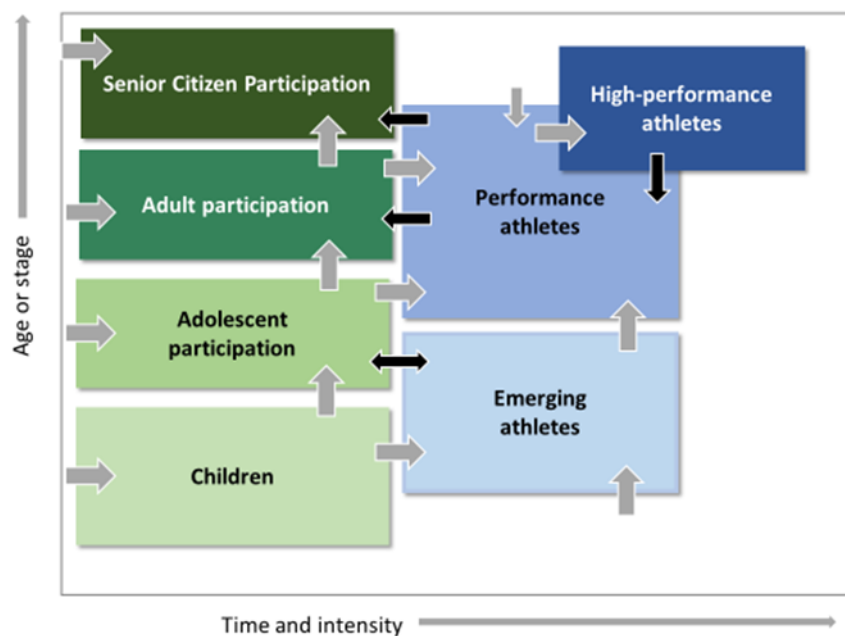 Senior Citizen Participation
High-performance
athletes
Adult participation
Performance
athletes
Adolescent
participation
Emerging
athletes
Children
Age or stage
Time and intensity